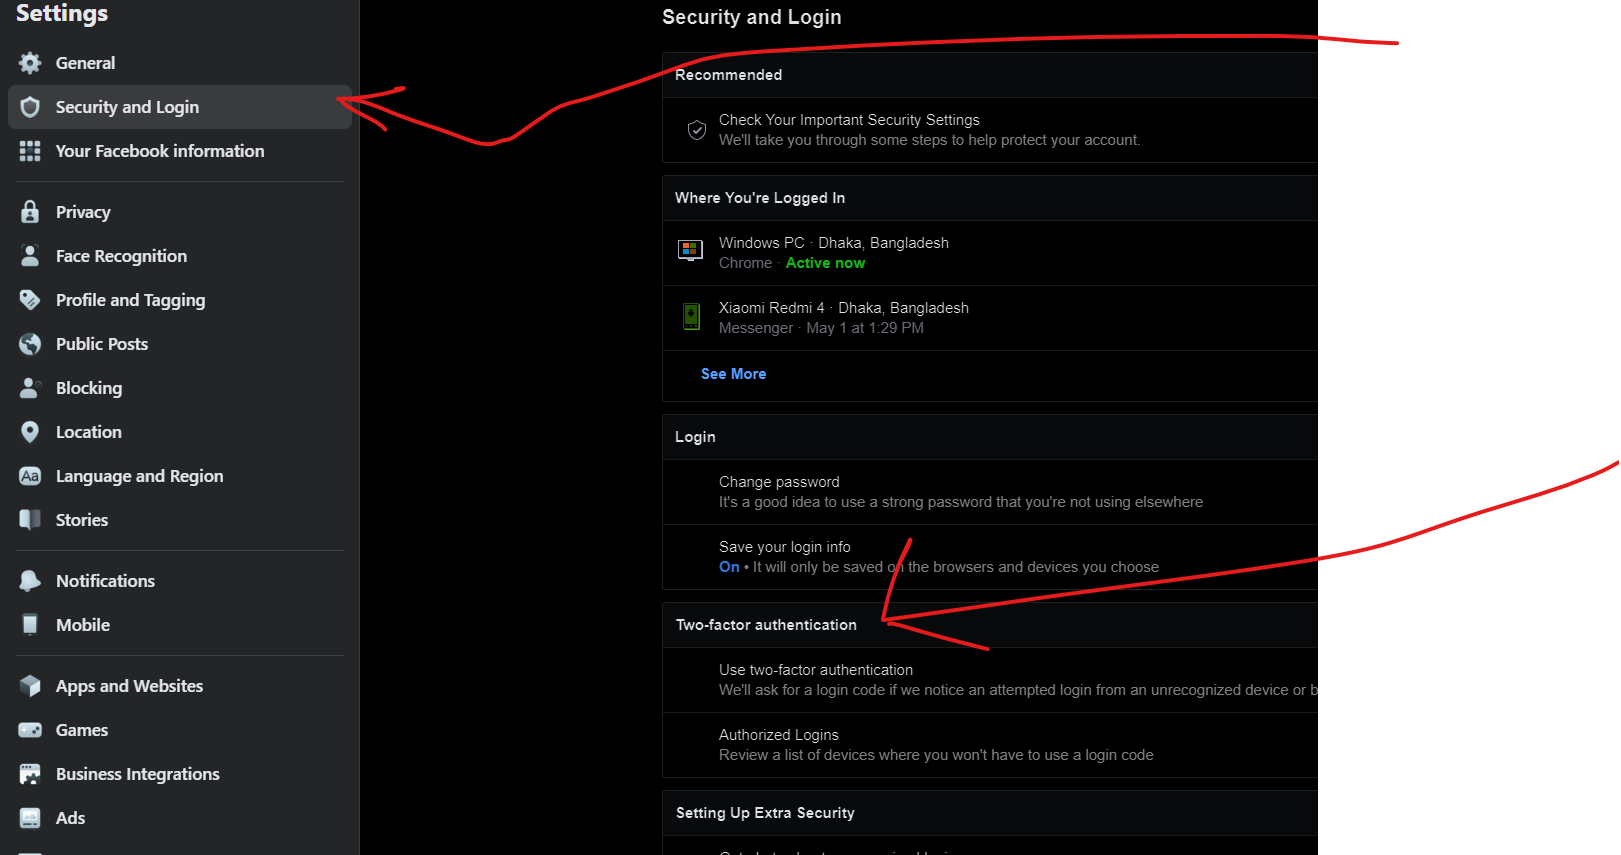 Settings
General
Security and Login
Your Facebook information
Privacy
Face Recognition
Profile and Tagging
Public Posts
Blocking
Location
Aa
Language and Region
Stories
Notifications
Mobile
Apps and Websites
Games
Business Integrations
Ads
Security and Login
Recommended
Check Your Important Security Settings
We'll take you through some steps to help protect your account.
Where You're Logged In
Windows PC · Dhaka, Bangladesh
Chrome · Active now
Xiaomi Redmi 4 · Dhaka, Bangladesh
Messenger · May 1 at 1:29 PM
See More
Login
Change password
It's a good idea to use a strong password that you're not using elsewhere
Save your login info
On • It will only be saved on the browsers and devices you choose
Two-factor authentication
Use two-factor authentication
We'll ask for a login code if we notice an attempted login from an unrecognized device or b
Authorized Logins
Review a list of devices where you won't have to use a login code
Setting Up Extra Security